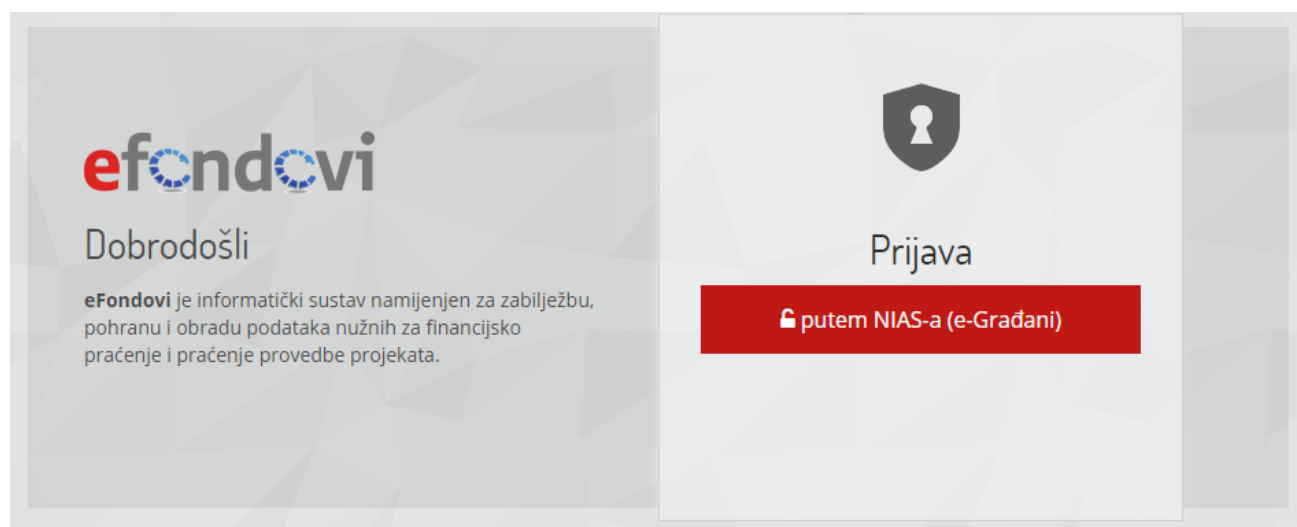 efondovi
Dobrodošli
eFondovi je informatički sustav namijenjen za zabilježbu,
pohranu i obradu podataka nužnih za financijsko
praćenje i praćenje provedbe projekata.
Prijava
putem NIAS-a (e-Građani)